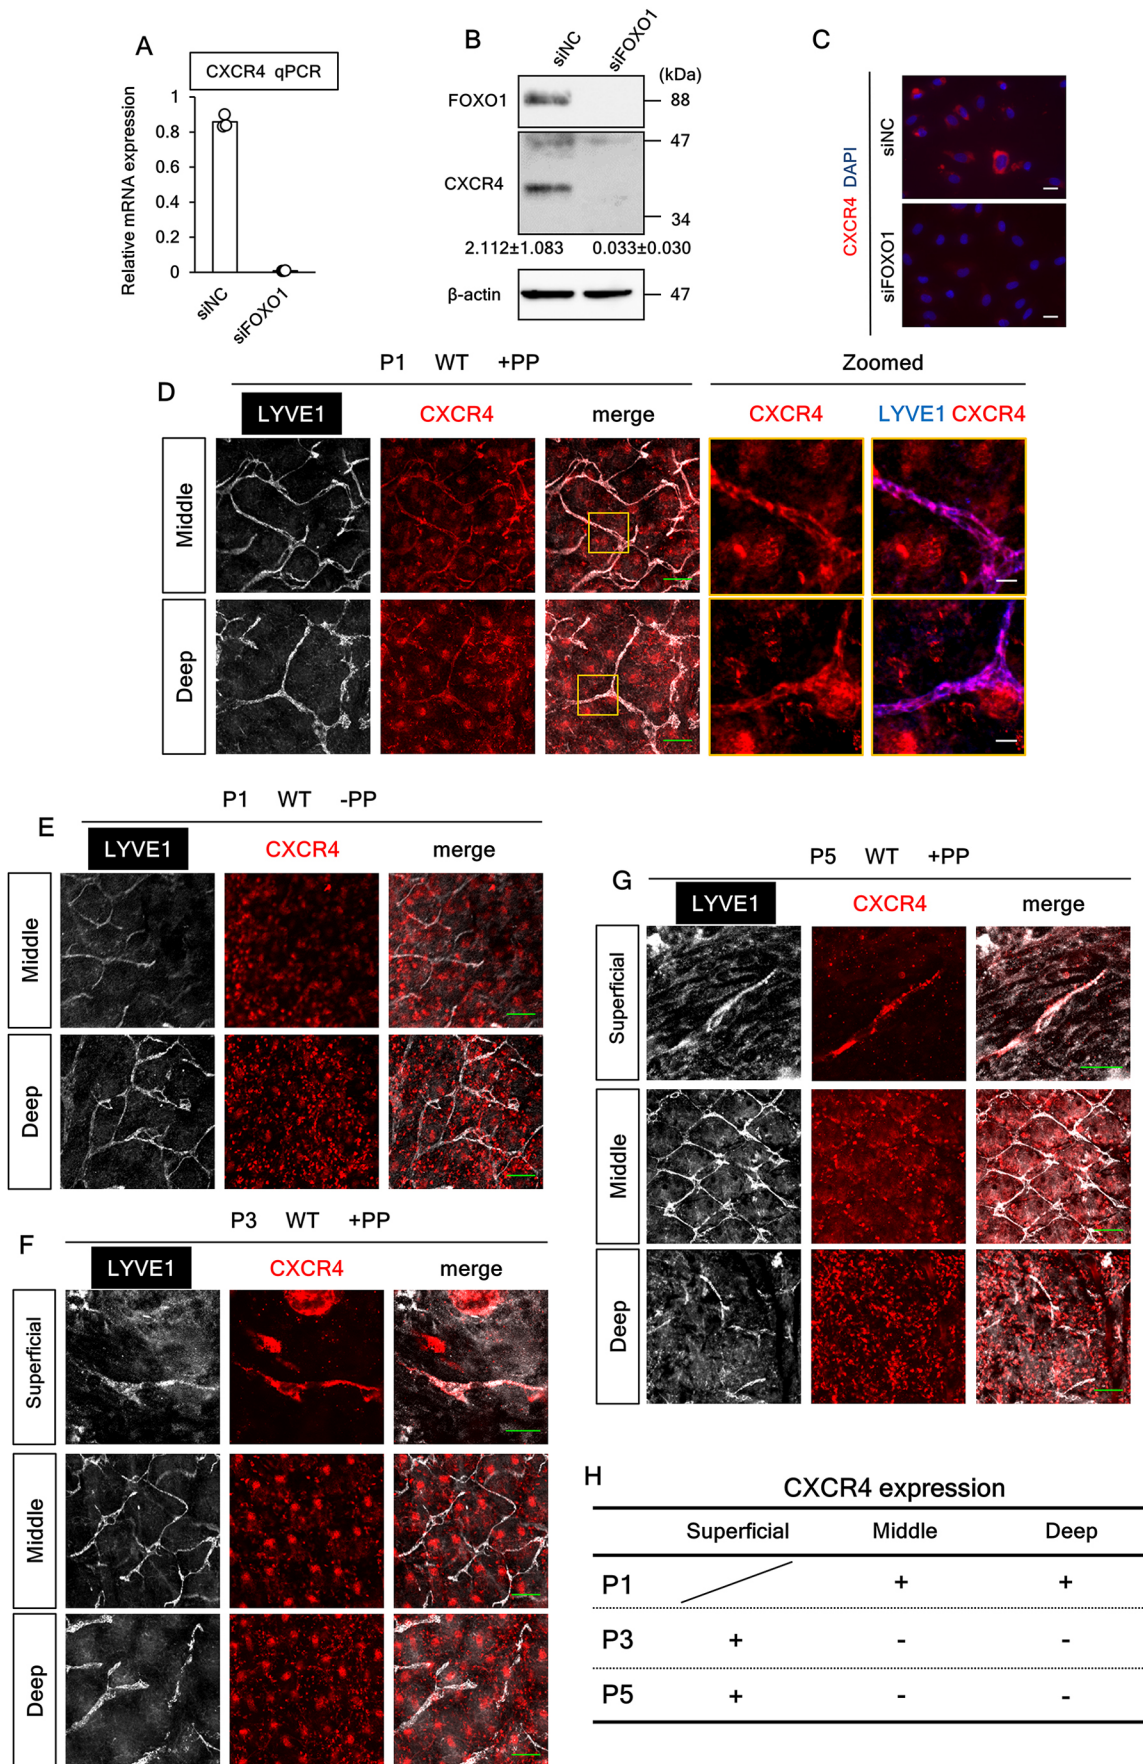 A
CXCR4 qPCR
Relative mRNA expression
1
0.8
0.6
0.4
0.2
0
siNC
siFOXO1
B
siNC
siFOXO1
(kDa)
FOXO1
88
47
CXCR4
34
2.112±1.083 0.033±0.030
β-actin
47
C
CXCR4 DAPI
siNC
siFOXO1
D
P1 WT +PP
Zoomed
LYVE1 CXCR4 merge CXCR4 LYVE1 CXCR4
Middle
Deep
E
P1 WT -PP
LYVE1 CXCR4 merge
Middle
Deep
F
P3 WT +PP
LYVE1 CXCR4 merge
Superficial
Middle
Deep
G
P5 WT +PP
LYVE1 CXCR4 merge
Superficial
Middle
Deep
H
CXCR4 expression
Superficial Middle Deep
P1 + +
P3 + - -
P5 + - -